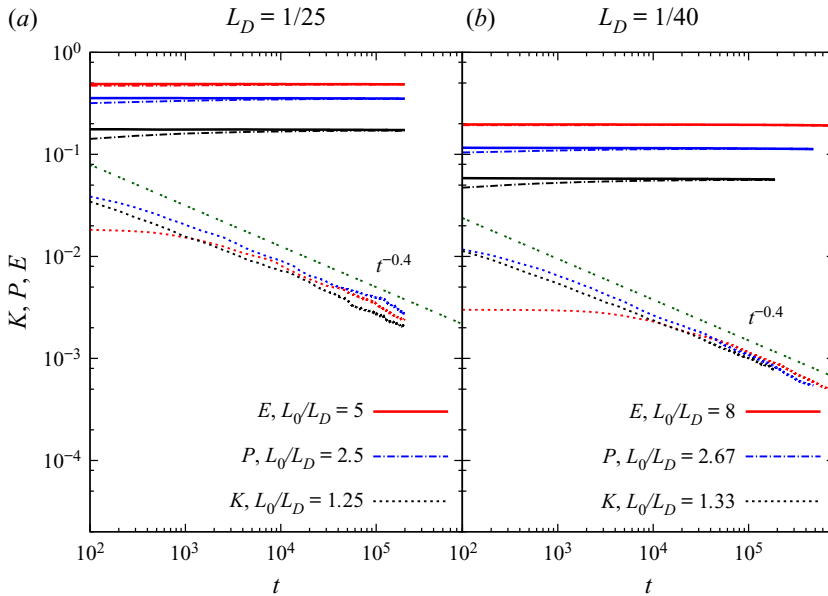 (a) L_D = 1/25 (b) L_D = 1/40
10^0
10^{-1}
10^{-2}
10^{-3}
10^{-4}
K, P, E
t^{-0.4}
E, L_0/L_D = 5
P, L_0/L_D = 2.5
K, L_0/L_D = 1.25
10^2 10^3 10^4 10^5
t
t^{-0.4}
E, L_0/L_D = 8
P, L_0/L_D = 2.67
K, L_0/L_D = 1.33
10^2 10^3 10^4 10^5
t